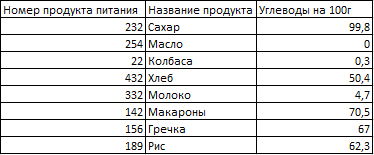 Номер продукта питания Название продукта Углеводы на 100г
232 Сахар 99,8
254 Масло 0
22 Колбаса 0,3
432 Хлеб 50,4
332 Молоко 4,7
142 Макароны 70,5
156 Гречка 67
189 Рис 62,3